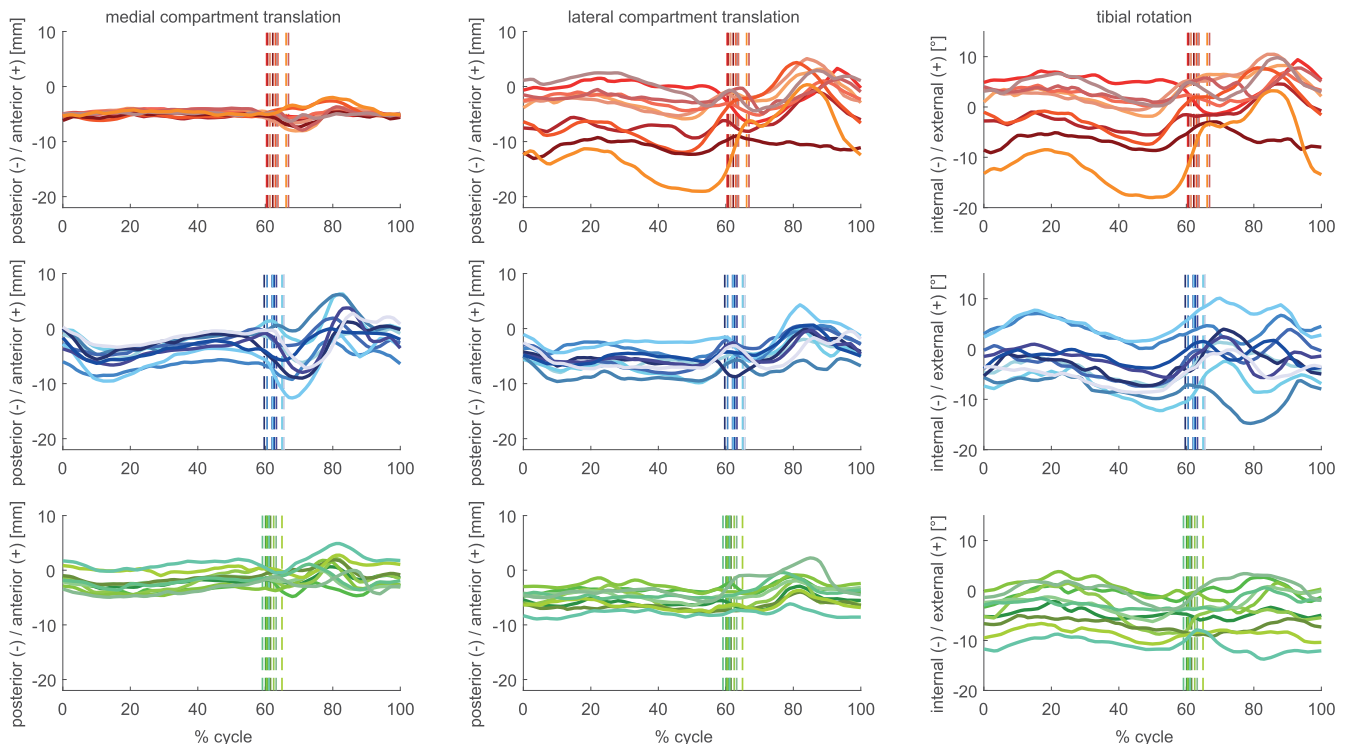 medial compartment translation
lateral compartment translation
tibial rotation
posterior (-) / anterior (+) [mm]
10
0
-10
-20
0 20 40 60 80 100
posterior (-) / anterior (+) [mm]
10
0
-10
-20
0 20 40 60 80 100
internal (-) / external (+) [°]
10
0
-10
-20
0 20 40 60 80 100
posterior (-) / anterior (+) [mm]
10
0
-10
-20
0 20 40 60 80 100
posterior (-) / anterior (+) [mm]
10
0
-10
-20
0 20 40 60 80 100
internal (-) / external (+) [°]
10
0
-10
-20
0 20 40 60 80 100
posterior (-) / anterior (+) [mm]
10
0
-10
-20
0 20 40 60 80 100
% cycle
posterior (-) / anterior (+) [mm]
10
0
-10
-20
0 20 40 60 80 100
% cycle
internal (-) / external (+) [°]
10
0
-10
-20
0 20 40 60 80 100
% cycle